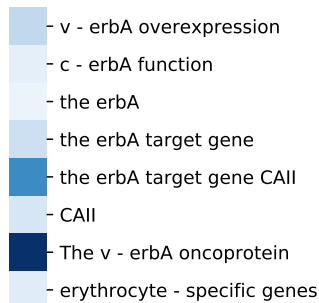 v - erbA overexpression
c - erbA function
the erbA
the erbA target gene
the erbA target gene CAII
CAII
The v - erbA oncoprotein
erythrocyte - specific genes